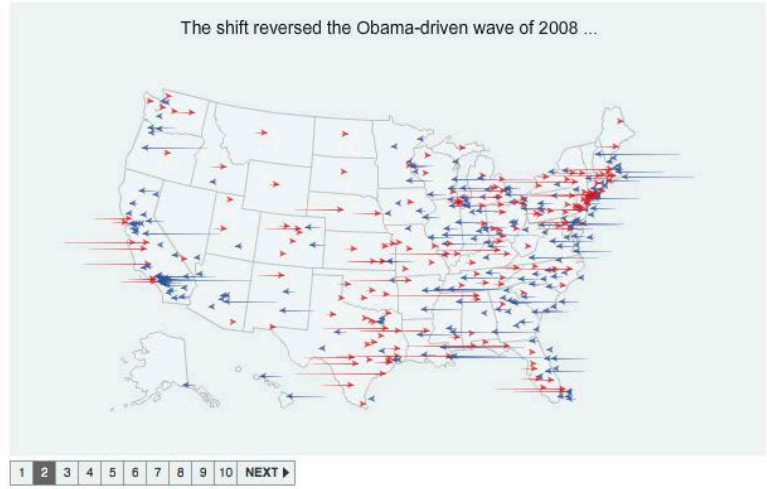 The shift reversed the Obama-driven wave of 2008 ...
1 2 3 4 5 6 7 8 9 10 NEXT